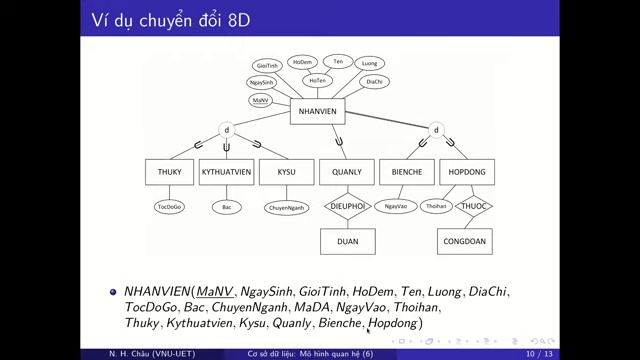 Ví dụ chuyển đổi 8D
GioiTinh
HoDem
Ten
Luong
NgaySinh
HoTen
DiaChi
MaNV
NHANVIEN
d
d
THUKY
KYTHUATVIEN
KYSU
QUANLY
BIENCHE
HOPDONG
TocDoGo
Bac
ChuyenNganh
DIEUPHOI
NgayVao
Thoihan
THUOC
DUAN
CONGDOAN
NHANVIEN(MaNV, NgaySinh, GioiTinh, HoDem, Ten, Luong, DiaChi,
TocDoGo, Bac, ChuyenNganh, MaDA, NgayVao, Thoihan,
Thuky, Kythuatvien, Kysu, Quanly, Bienche, Hopdong)
N. H. Châu (VNU-UET) Cơ sở dữ liệu: Mô hình quan hệ (6) 10 / 13